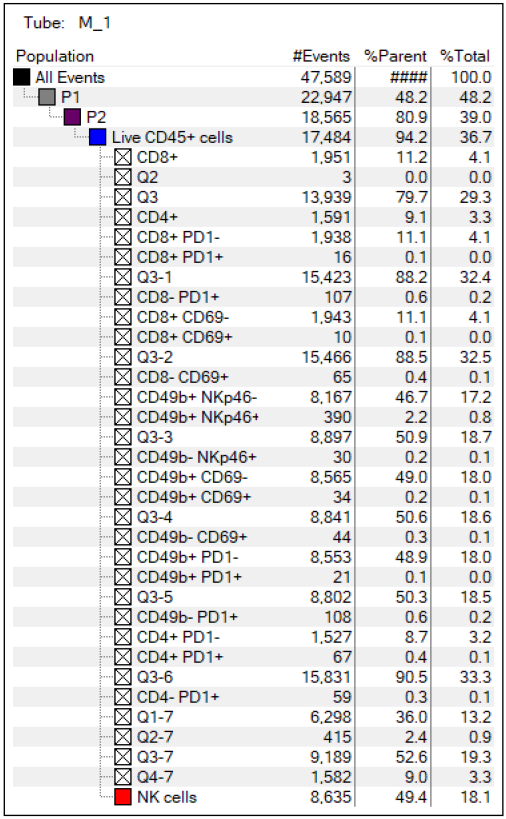 Tube: M_1
Population #Events %Parent %Total
All Events 47,589 #### 100.0
P1 22,947 48.2 48.2
P2 18,565 80.9 39.0
Live CD45+ cells 17,484 94.2 36.7
CD8+ 1,951 11.2 4.1
Q2 3 0.0 0.0
Q3 13,939 79.7 29.3
CD4+ 1,591 9.1 3.3
CD8+ PD1- 1,938 11.1 4.1
CD8+ PD1+ 16 0.1 0.0
Q3-1 15,423 88.2 32.4
CD8- PD1+ 107 0.6 0.2
CD8+ CD69- 1,943 11.1 4.1
CD8+ CD69+ 10 0.1 0.0
Q3-2 15,466 88.5 32.5
CD8- CD69+ 65 0.4 0.1
CD49b+ NKp46- 8,167 46.7 17.2
CD49b+ NKp46+ 390 2.2 0.8
Q3-3 8,897 50.9 18.7
CD49b- NKp46+ 30 0.2 0.1
CD49b+ CD69- 8,565 49.0 18.0
CD49b+ CD69+ 34 0.2 0.1
Q3-4 8,841 50.6 18.6
CD49b- CD69+ 44 0.3 0.1
CD49b+ PD1- 8,553 48.9 18.0
CD49b+ PD1+ 21 0.1 0.0
Q3-5 8,802 50.3 18.5
CD49b- PD1+ 108 0.6 0.2
CD4+ PD1- 1,527 8.7 3.2
CD4+ PD1+ 67 0.4 0.1
Q3-6 15,831 90.5 33.3
CD4- PD1+ 59 0.3 0.1
Q1-7 6,298 36.0 13.2
Q2-7 415 2.4 0.9
Q3-7 9,189 52.6 19.3
Q4-7 1,582 9.0 3.3
NK cells 8,635 49.4 18.1